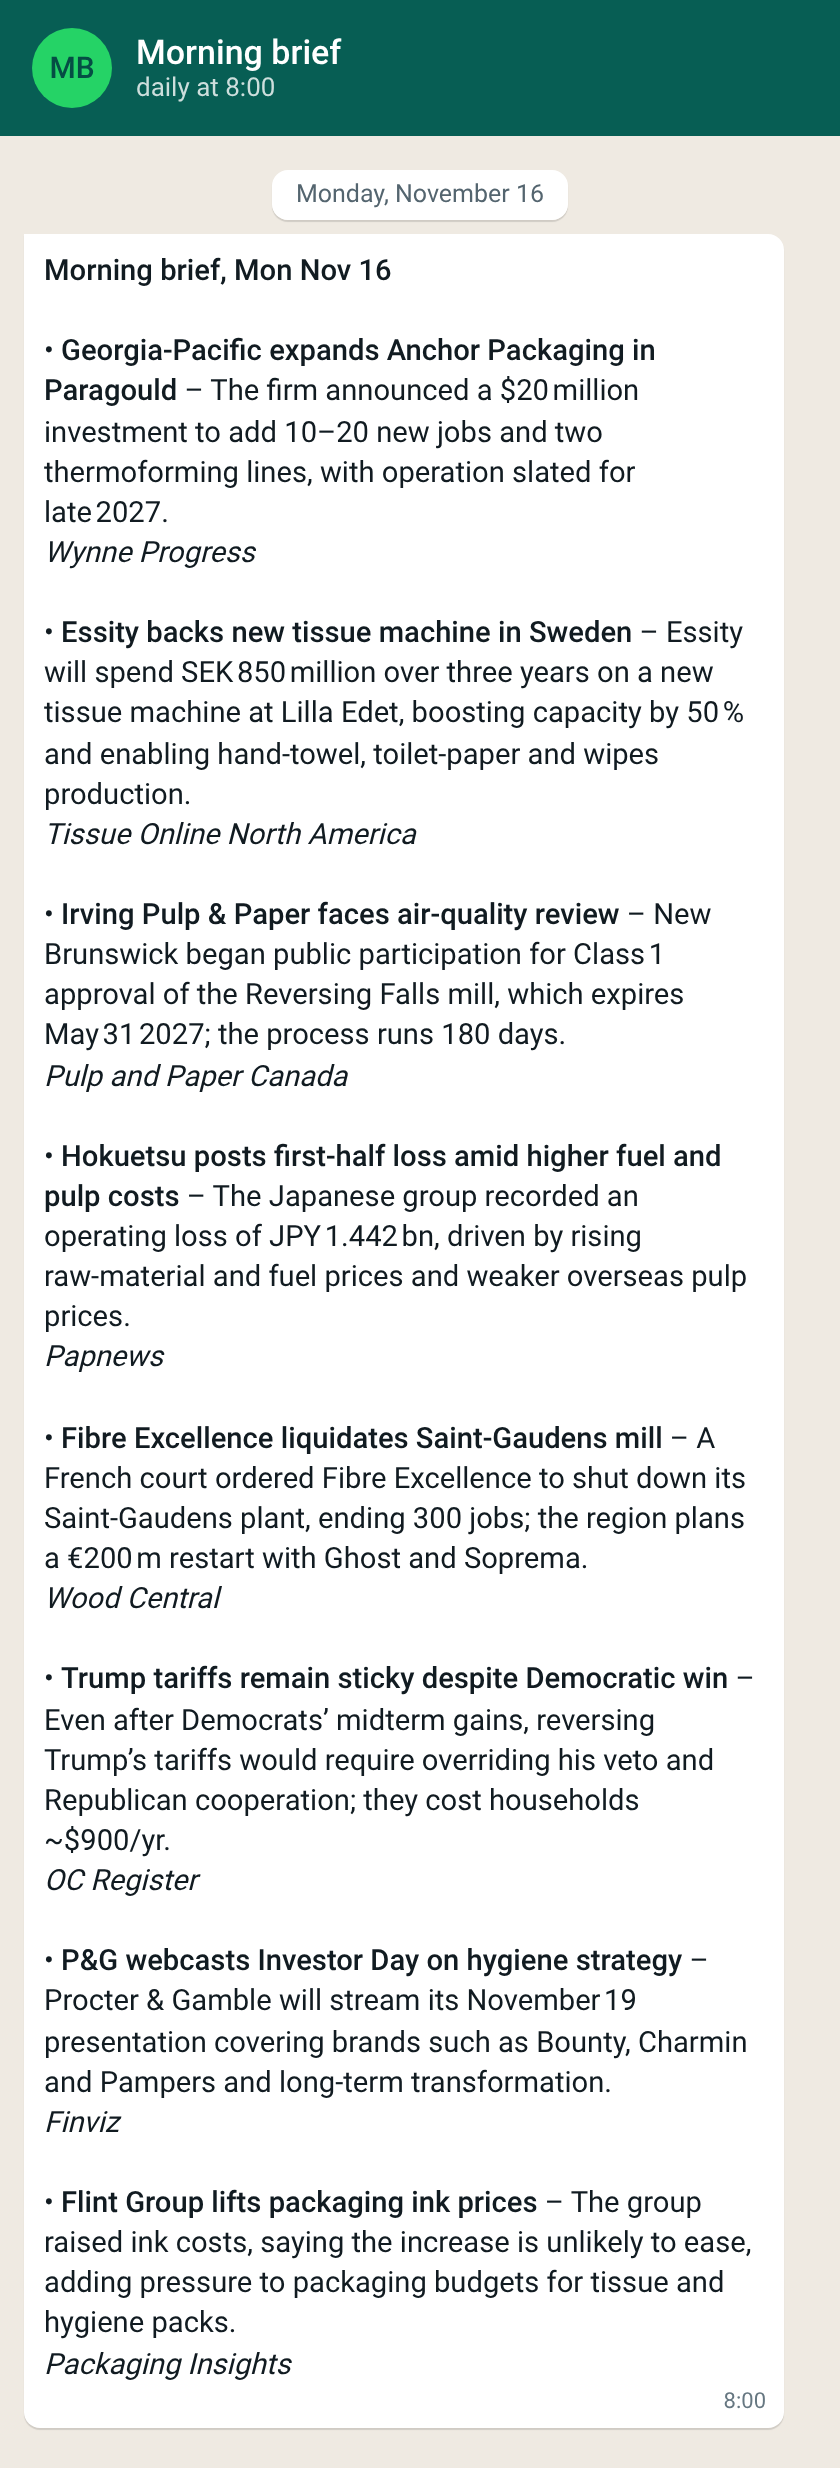 MB
Morning brief
daily at 8:00
Monday, November 16
Morning brief, Mon Nov 16
• Georgia-Pacific expands Anchor Packaging in
Paragould – The firm announced a $20 million
investment to add 10–20 new jobs and two
thermoforming lines, with operation slated for
late 2027.
Wynne Progress
• Essity backs new tissue machine in Sweden – Essity
will spend SEK 850 million over three years on a new
tissue machine at Lilla Edet, boosting capacity by 50 %
and enabling hand-towel, toilet-paper and wipes
production.
Tissue Online North America
• Irving Pulp & Paper faces air-quality review – New
Brunswick began public participation for Class 1
approval of the Reversing Falls mill, which expires
May 31 2027; the process runs 180 days.
Pulp and Paper Canada
• Hokuetsu posts first-half loss amid higher fuel and
pulp costs – The Japanese group recorded an
operating loss of JPY 1.442 bn, driven by rising
raw-material and fuel prices and weaker overseas pulp
prices.
Papnews
• Fibre Excellence liquidates Saint-Gaudens mill – A
French court ordered Fibre Excellence to shut down its
Saint-Gaudens plant, ending 300 jobs; the region plans
a €200 m restart with Ghost and Soprema.
Wood Central
• Trump tariffs remain sticky despite Democratic win –
Even after Democrats’ midterm gains, reversing
Trump’s tariffs would require overriding his veto and
Republican cooperation; they cost households
~$900/yr.
OC Register
• P&G webcasts Investor Day on hygiene strategy –
Procter & Gamble will stream its November 19
presentation covering brands such as Bounty, Charmin
and Pampers and long-term transformation.
Finviz
• Flint Group lifts packaging ink prices – The group
raised ink costs, saying the increase is unlikely to ease,
adding pressure to packaging budgets for tissue and
hygiene packs.
Packaging Insights
8:00